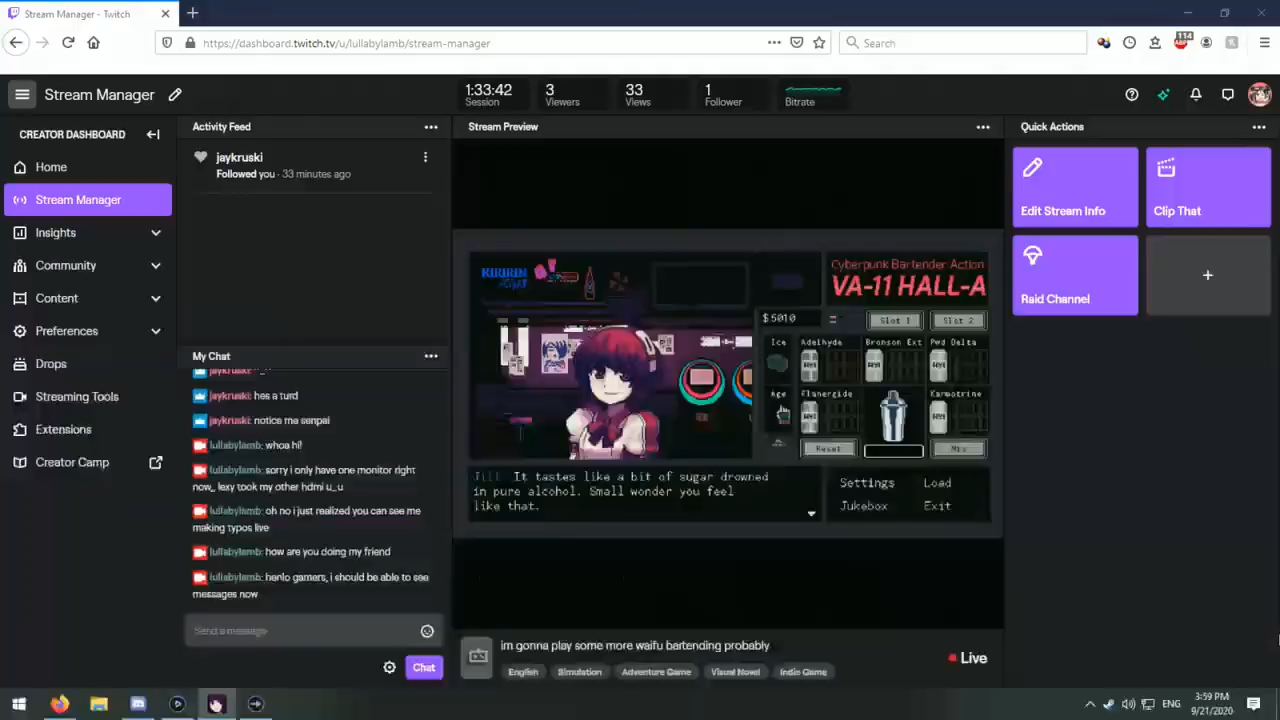 Stream Manager - Twitch
https://dashboard.twitch.tv/u/lullabylamb/stream-manager
Search
114
Stream Manager
1:33:42
Session
3
Viewers
33
Views
1
Follower
Bitrate
CREATOR DASHBOARD
Home
Stream Manager
Insights
Community
Content
Preferences
Drops
Streaming Tools
Extensions
Creator Camp
Activity Feed
jaykruski
Followed you · 33 minutes ago
My Chat
jaykruski:
jaykruski: hes a turd
jaykruski: notice me senpai
lullabylamb: whoa hi!
lullabylamb: sorry i only have one monitor right
now_ lexy took my other hdmi u_u
lullabylamb: oh no i just realized you can see me
making typos live
lullabylamb: how are you doing my friend
lullabylamb: henlo gamers, i should be able to see
messages now
Send a message
Chat
Stream Preview
Cyberpunk Bartender Action
VA-11 HALL-A
$5010
Slot 1
Slot 2
Ice
Adelhyde
Bronson Ext
Pwd Delta
Age
Flanergide
Karmotrine
Reset
Mix
Jill It tastes like a bit of sugar drowned
in pure alcohol. Small wonder you feel
like that.
Settings
Load
Jukebox
Exit
im gonna play some more waifu bartending probably
English
Simulation
Adventure Game
Visual Novel
Indie Game
Live
Quick Actions
Edit Stream Info
Clip That
Raid Channel
ENG
3:59 PM
9/21/2020